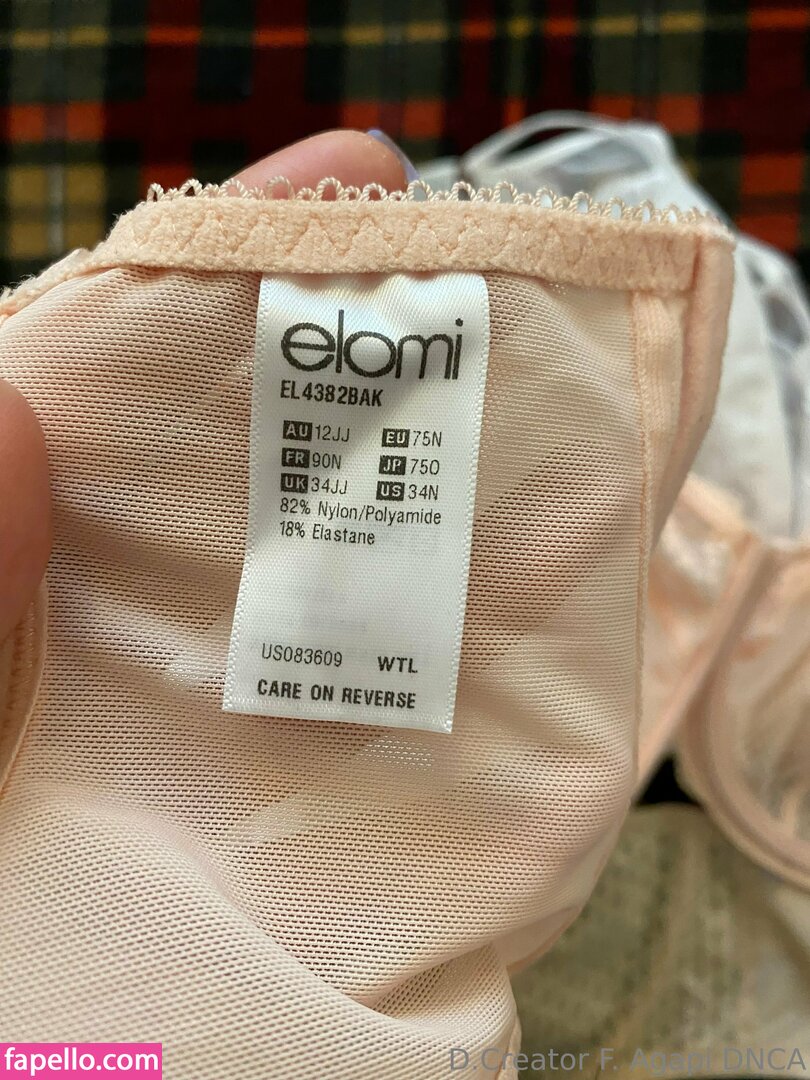 elomi
EL4382BAK
AU 12JJ EU 75N
FR 90N JP 75O
UK 34JJ US 34N
82% Nylon/Polyamide
18% Elastane
US083609 WTL
CARE ON REVERSE
fapello.com
D.Creator F. Agapi DNCA